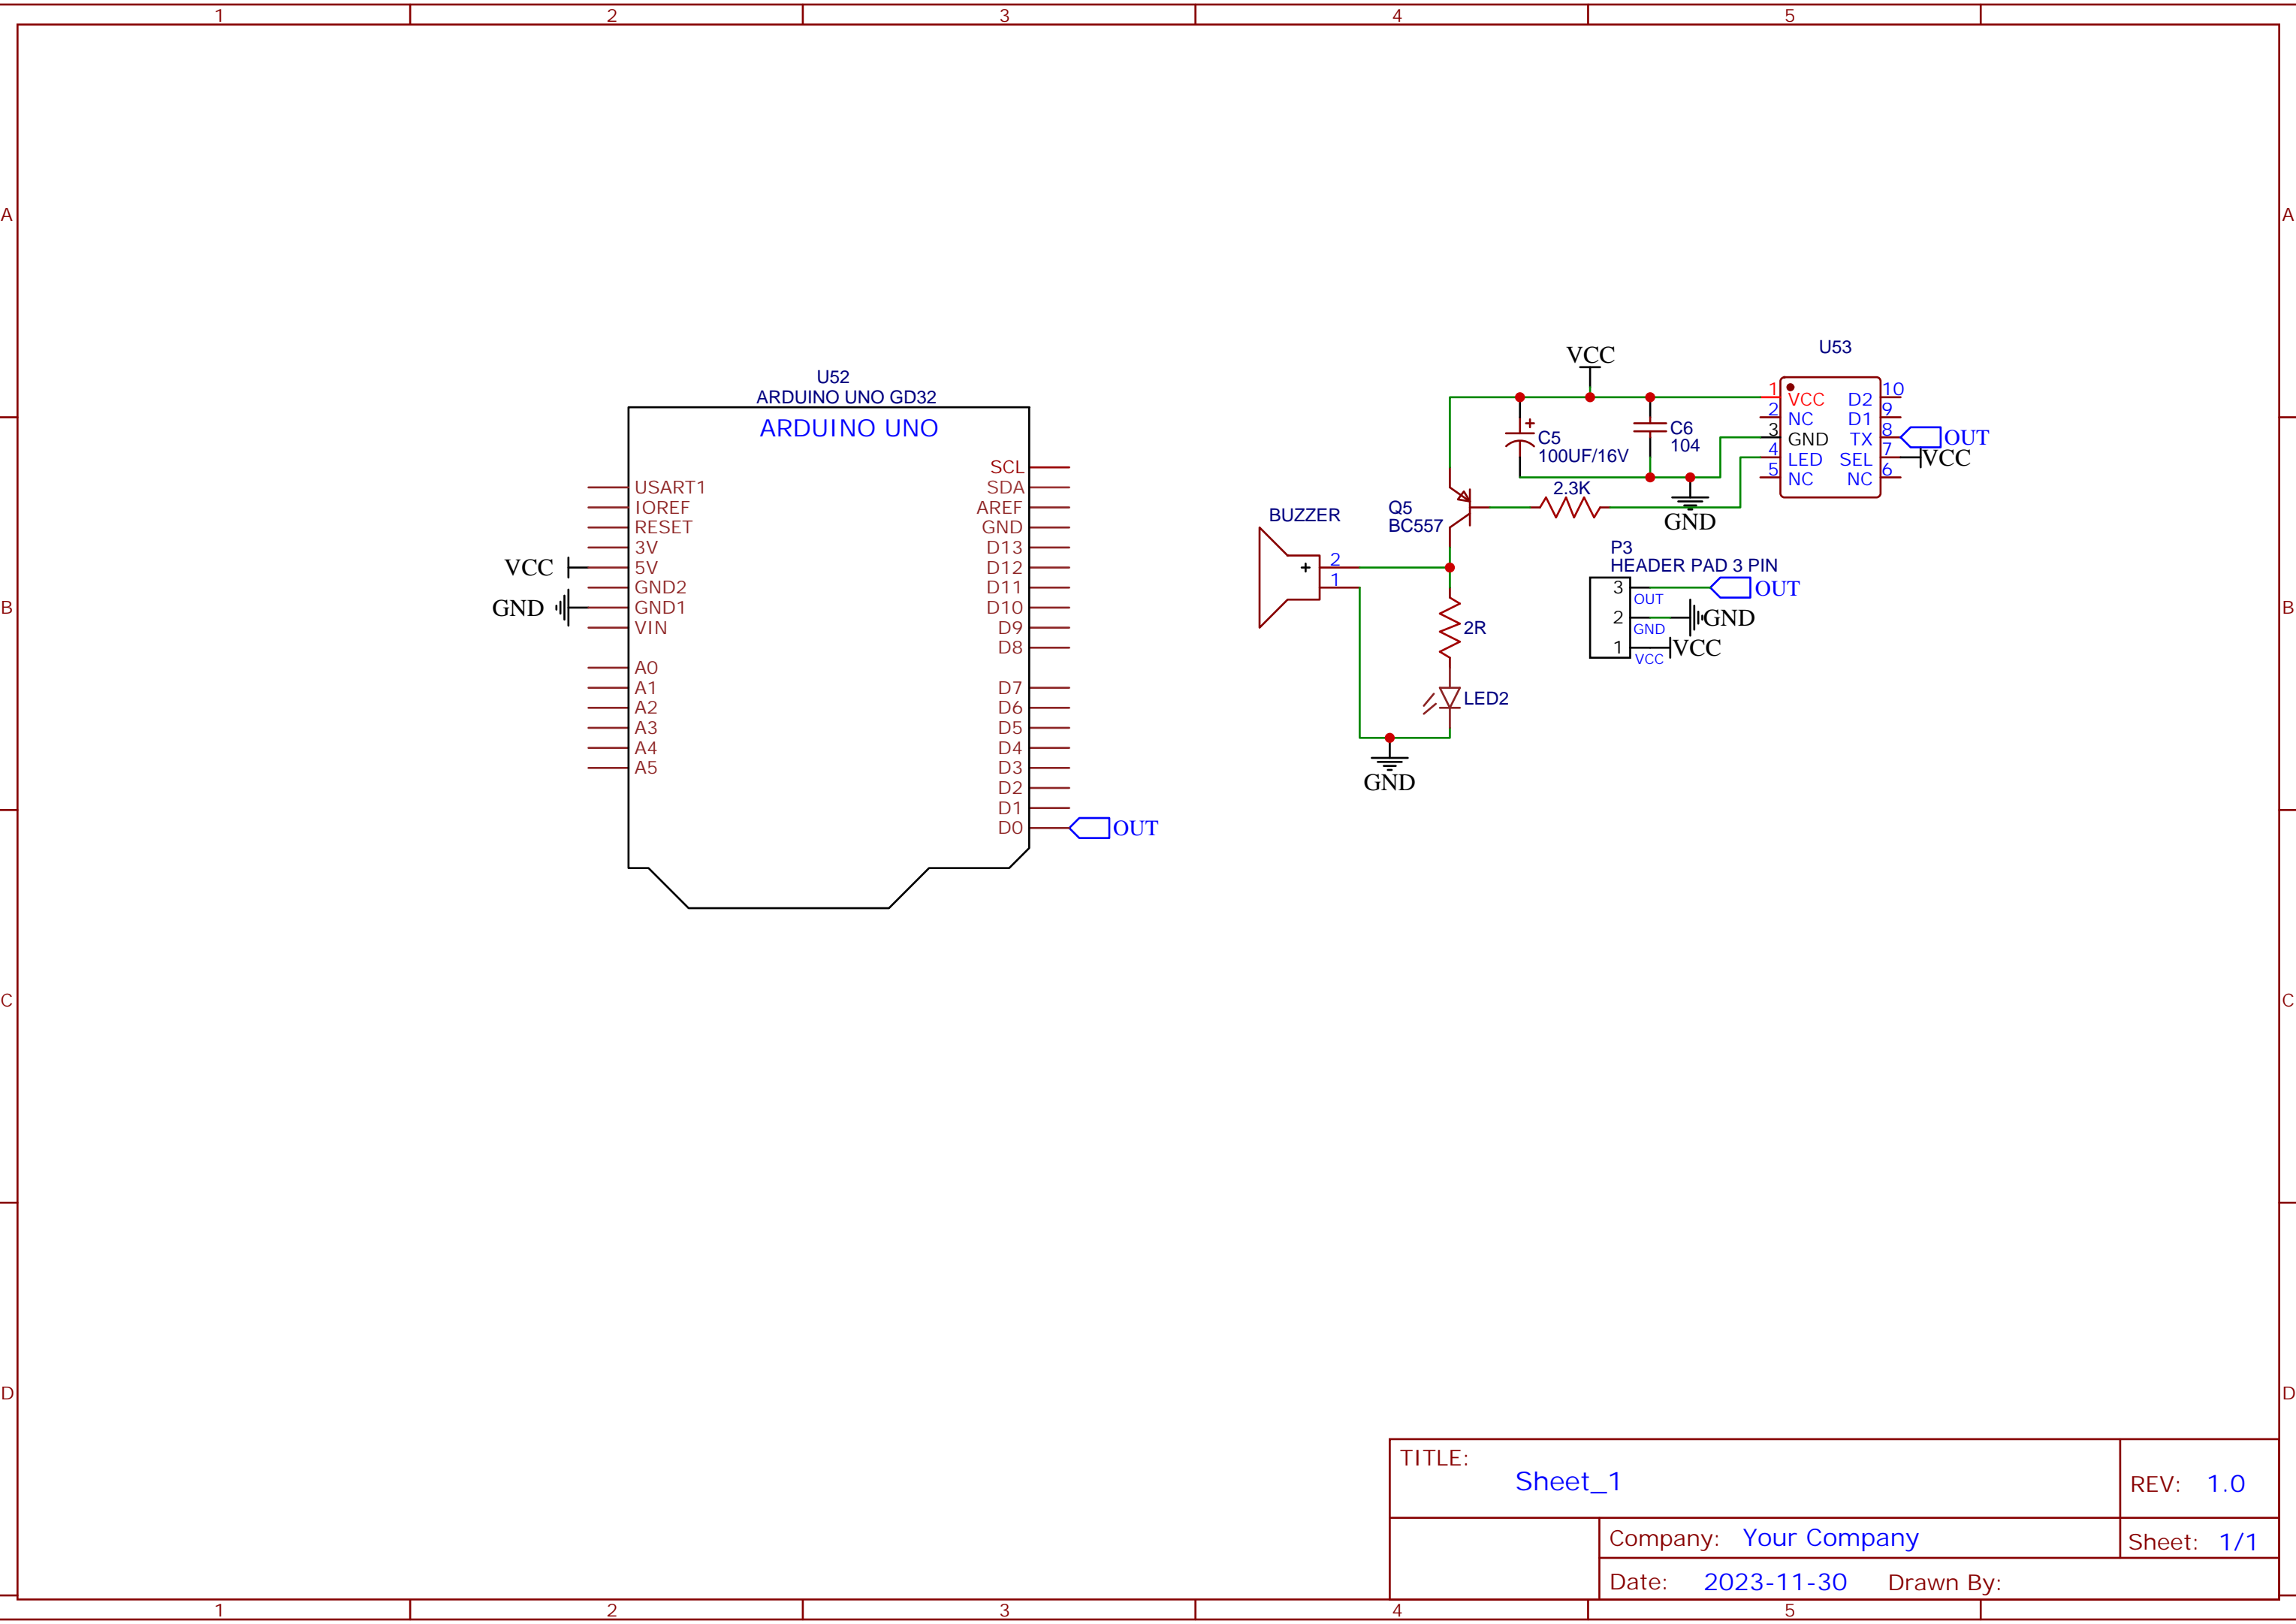 1 2 3 4 5
A A
B B
C C
D D
U52
ARDUINO UNO GD32
ARDUINO UNO
USART1
IOREF
RESET
3V
VCC 5V
GND2
GND GND1
VIN
A0
A1
A2
A3
A4
A5
SCL
SDA
AREF
GND
D13
D12
D11
D10
D9
D8
D7
D6
D5
D4
D3
D2
D1
D0 OUT
VCC
C5
100UF/16V
C6
104
2.3K
GND
Q5
BC557
BUZZER
+ 2
1
2R
LED2
GND
U53
1 VCC D2 10
2 NC D1 9
3 GND TX 8 OUT
4 LED SEL 7 VCC
5 NC NC 6
P3
HEADER PAD 3 PIN
3 OUT OUT
2 GND GND
1 VCC VCC
TITLE:
Sheet_1
REV: 1.0
Company: Your Company
Sheet: 1/1
Date: 2023-11-30 Drawn By:
1 2 3 4 5